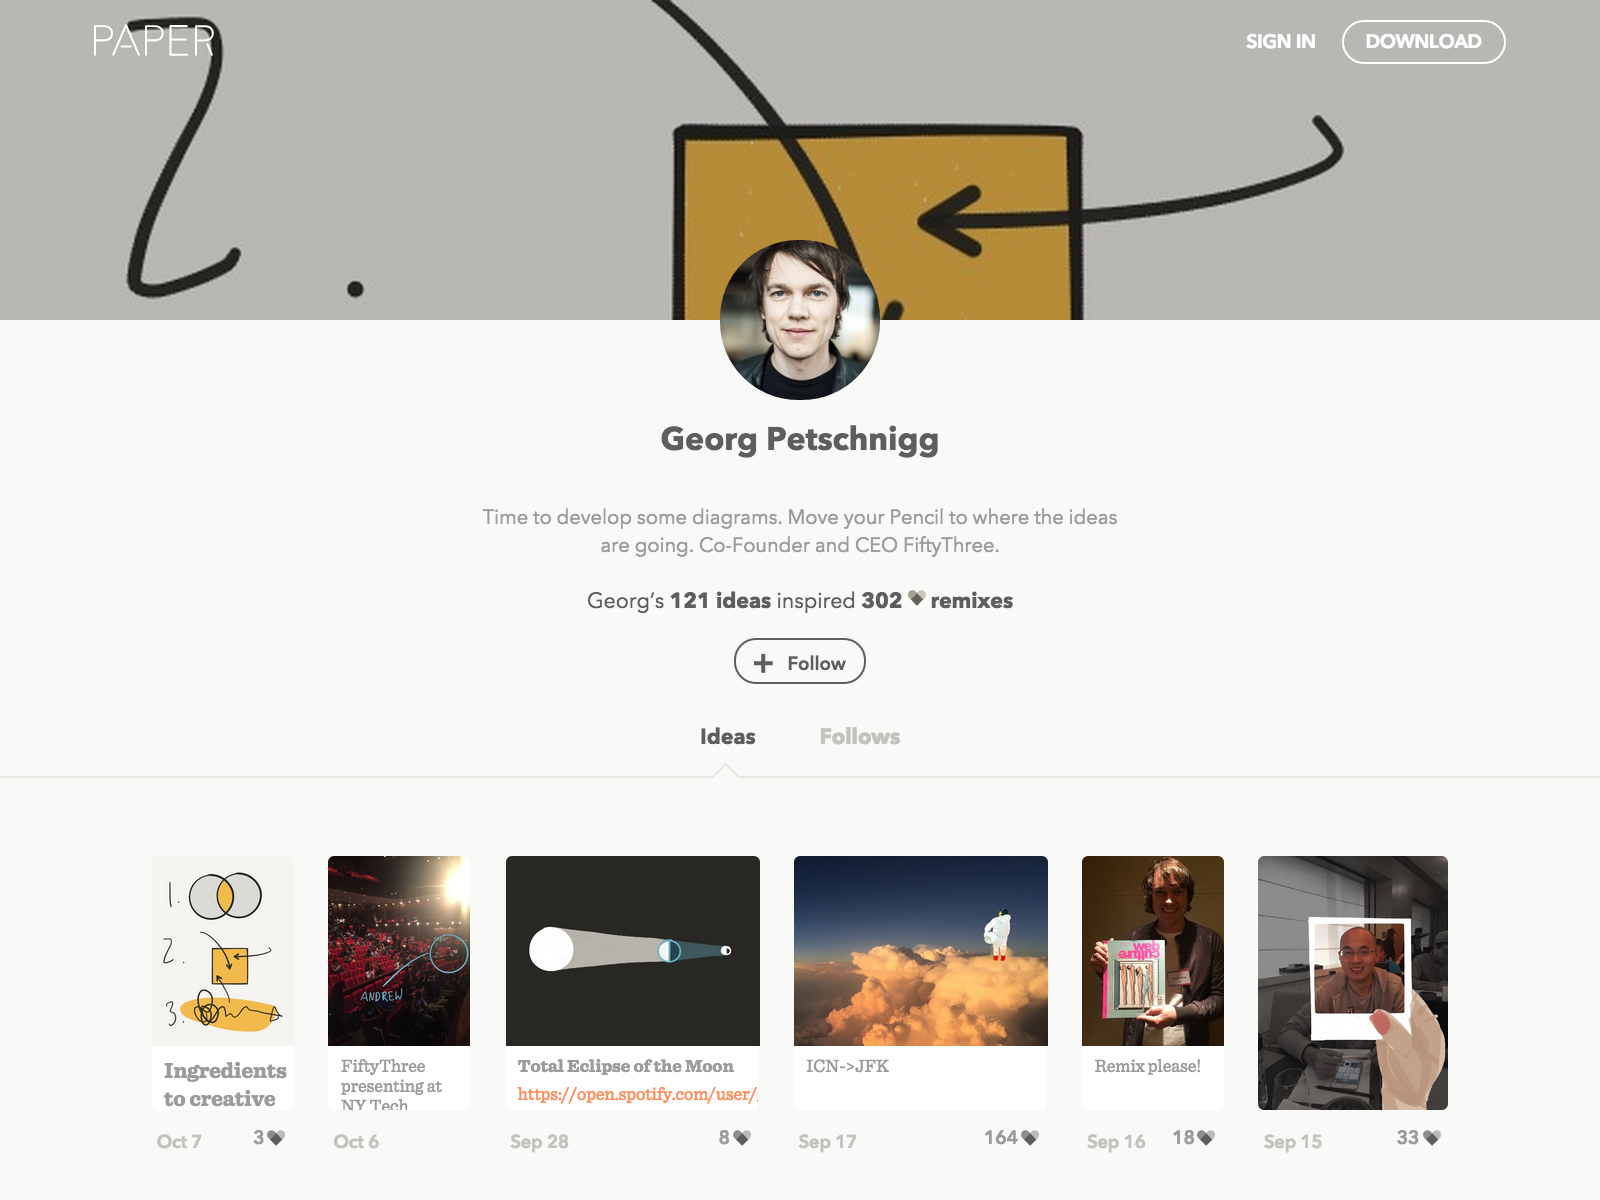 PAPER
SIGN IN
DOWNLOAD
2.
Georg Petschnigg
Time to develop some diagrams. Move your Pencil to where the ideas
are going. Co-Founder and CEO FiftyThree.
Georg's 121 ideas inspired 302 remixes
+ Follow
Ideas
Follows
1.
2.
3.
Ingredients
to creative
Oct 7
3
ANDREW
FiftyThree
presenting at
NY Tech
Oct 6
Total Eclipse of the Moon
https://open.spotify.com/user/
Sep 28
8
ICN->JFK
Sep 17
164
web
culture
Remix please!
Sep 16
18
Sep 15
33